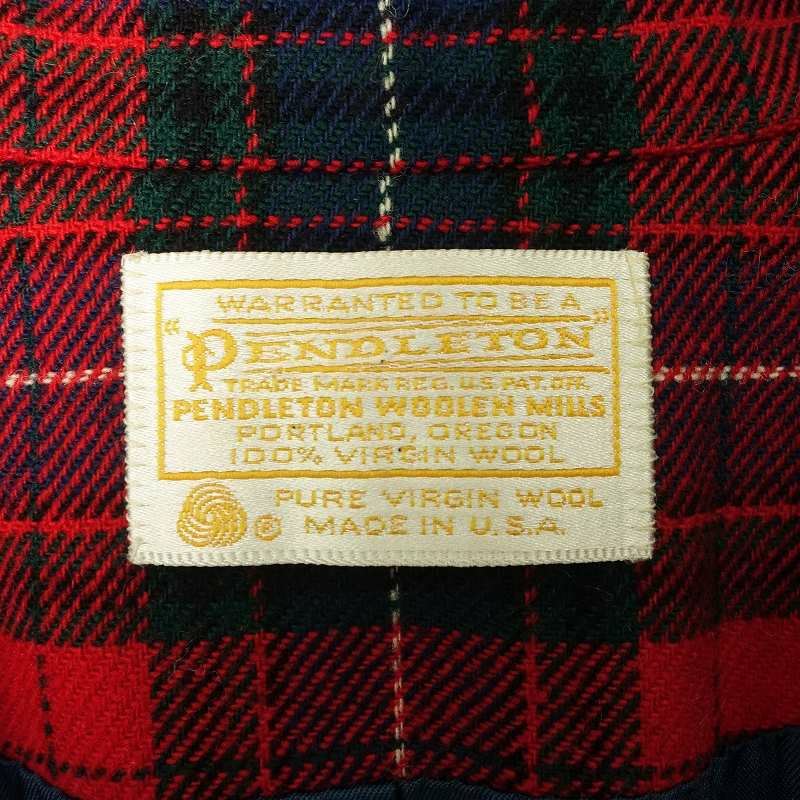 WARRANTED TO BE A
"PENDLETON"
TRADE MARK REG. U.S. PAT. OFF.
PENDLETON WOOLEN MILLS
PORTLAND, OREGON
100% VIRGIN WOOL
® PURE VIRGIN WOOL
MADE IN U.S.A.